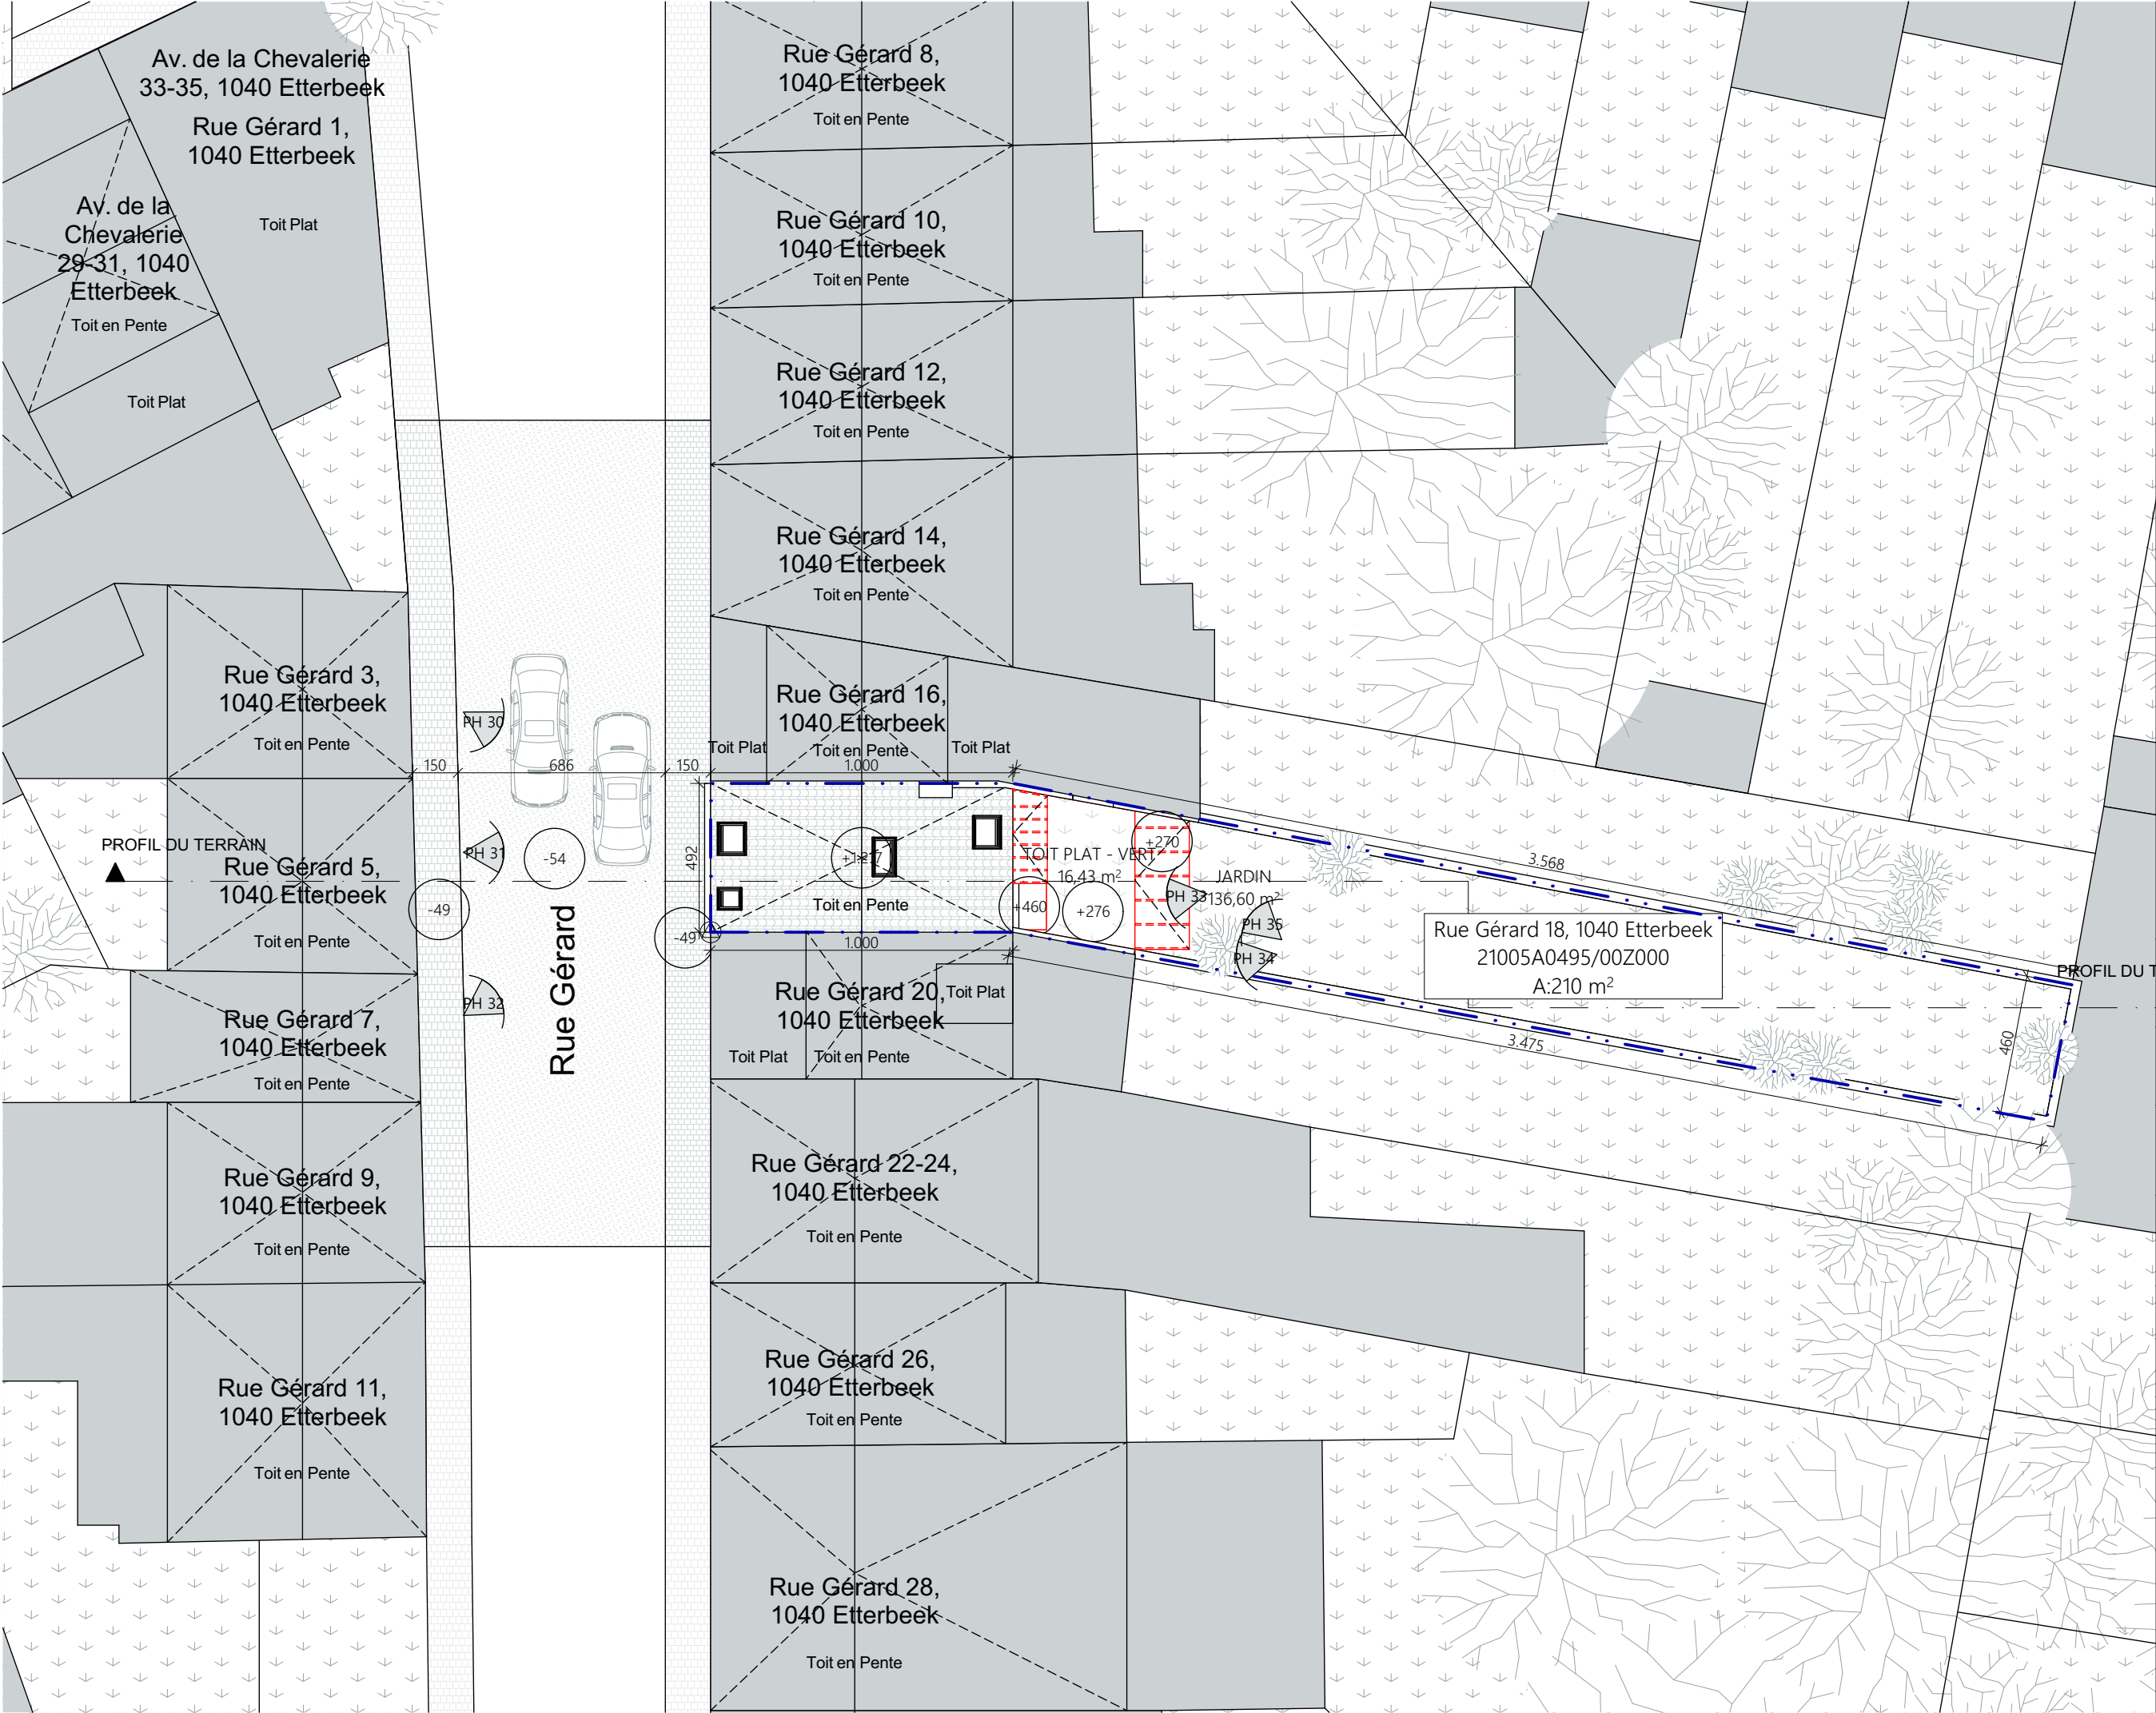 Av. de la Chevalerie
33-35, 1040 Etterbeek
Rue Gérard 1,
1040 Etterbeek
Toit Plat
Av. de la
Chevalerie
29-31, 1040
Etterbeek
Toit en Pente
Toit Plat
Rue Gérard 8,
1040 Etterbeek
Toit en Pente
Rue Gérard 10,
1040 Etterbeek
Toit en Pente
Rue Gérard 12,
1040 Etterbeek
Toit en Pente
Rue Gérard 14,
1040 Etterbeek
Toit en Pente
Rue Gérard 16,
1040 Etterbeek
Toit Plat
Toit en Pente
Toit Plat
Rue Gérard 3,
1040 Etterbeek
Toit en Pente
PH 30
150
686
150
1.000
PROFIL DU TERRAIN
Rue Gérard 5,
1040 Etterbeek
Toit en Pente
PH 31
-54
-49
-49
492
Toit en Pente
1.000
TOIT PLAT - VERT
16,43 m²
+270
+460
+276
JARDIN
136,60 m²
PH 33
PH 35
PH 34
3.568
Rue Gérard 18, 1040 Etterbeek
21005A0495/00Z000
A:210 m²
PROFIL DU T
460
3.475
Rue Gérard
PH 32
Rue Gérard 7,
1040 Etterbeek
Toit en Pente
Rue Gérard 20,
1040 Etterbeek
Toit Plat
Toit Plat
Toit en Pente
Rue Gérard 9,
1040 Etterbeek
Toit en Pente
Rue Gérard 22-24,
1040 Etterbeek
Toit en Pente
Rue Gérard 11,
1040 Etterbeek
Toit en Pente
Rue Gérard 26,
1040 Etterbeek
Toit en Pente
Rue Gérard 28,
1040 Etterbeek
Toit en Pente